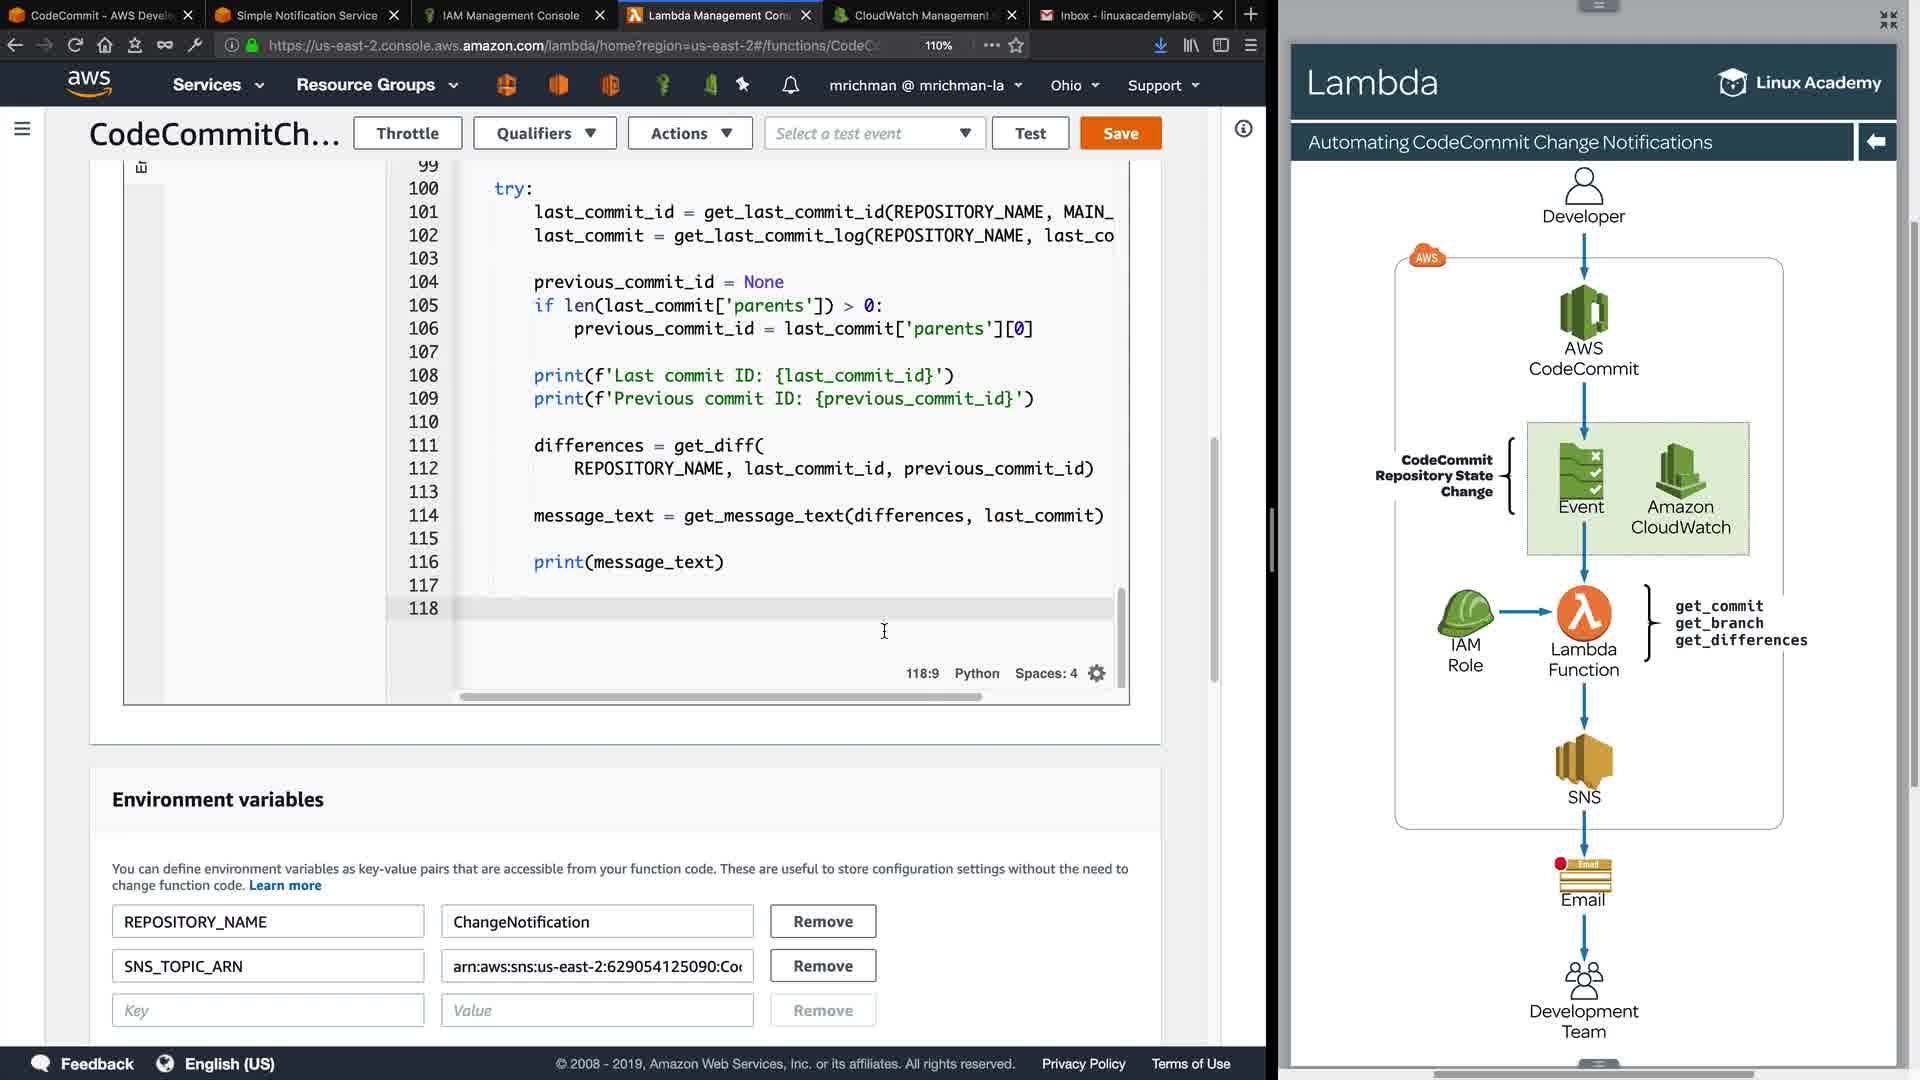 CodeCommit - AWS Develo
Simple Notification Service
IAM Management Console
Lambda Management Cons
CloudWatch Management
Inbox - linuxacademylab@g
https://us-east-2.console.aws.amazon.com/lambda/home?region=us-east-2#/functions/CodeCo
110%
aws
Services
Resource Groups
mrichman @ mrichman-la
Ohio
Support
CodeCommitCh...
Throttle
Qualifiers
Actions
Select a test event
Test
Save
99
100 try:
101 last_commit_id = get_last_commit_id(REPOSITORY_NAME, MAIN_
102 last_commit = get_last_commit_log(REPOSITORY_NAME, last_co
103
104 previous_commit_id = None
105 if len(last_commit['parents']) > 0:
106 previous_commit_id = last_commit['parents'][0]
107
108 print(f'Last commit ID: {last_commit_id}')
109 print(f'Previous commit ID: {previous_commit_id}')
110
111 differences = get_diff(
112 REPOSITORY_NAME, last_commit_id, previous_commit_id)
113
114 message_text = get_message_text(differences, last_commit)
115
116 print(message_text)
117
118
118:9 Python Spaces: 4
Environment variables
You can define environment variables as key-value pairs that are accessible from your function code. These are useful to store configuration settings without the need to
change function code. Learn more
REPOSITORY_NAME
ChangeNotification
Remove
SNS_TOPIC_ARN
arn:aws:sns:us-east-2:629054125090:Co
Remove
Key
Value
Remove
Feedback
English (US)
© 2008 - 2019, Amazon Web Services, Inc. or its affiliates. All rights reserved.
Privacy Policy
Terms of Use
Lambda
Linux Academy
Automating CodeCommit Change Notifications
Developer
AWS
AWS
CodeCommit
CodeCommit
Repository State
Change
Event
Amazon
CloudWatch
IAM
Role
Lambda
Function
get_commit
get_branch
get_differences
SNS
Email
Email
Development
Team